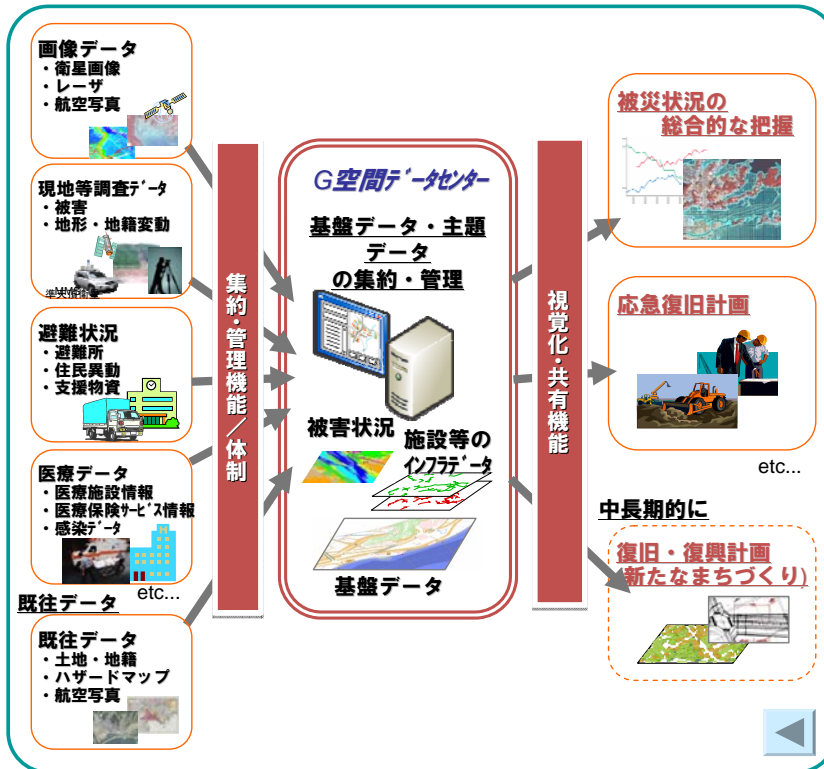 画像データ
・衛星画像
・レーザ
・航空写真
現地等調査ﾃﾞｰﾀ
・被害
・地形・地籍変動
MMS
準天頂衛星
避難状況
・避難所
・住民異動
・支援物資
医療データ
・医療施設情報
・医療保険ｻｰﾋﾞｽ情報
・感染ﾃﾞｰﾀ
etc...
既往データ
既往データ
・土地・地籍
・ハザードマップ
・航空写真
集約・管理機能／体制
G空間ﾃﾞｰﾀｾﾝﾀｰ
基盤データ・主題
データ
の集約・管理
被害状況
施設等の
ｲﾝﾌﾗﾃﾞｰﾀ
基盤データ
視覚化・共有機能
被災状況の
総合的な把握
応急復旧計画
etc...
中長期的に
復旧・復興計画
(新たなまちづくり)